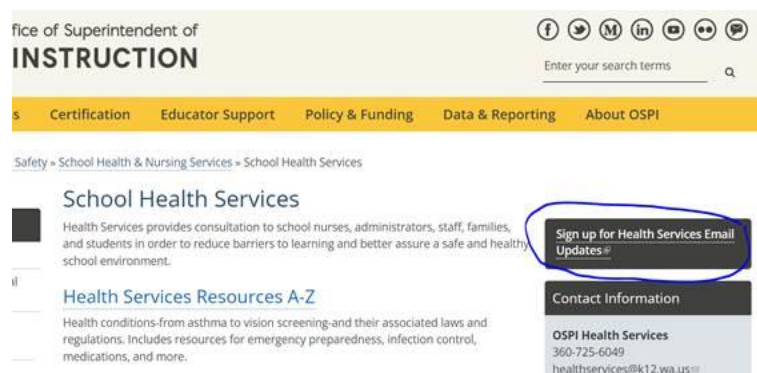 fice of Superintendent of
INSTRUCTION
Enter your search terms
s Certification Educator Support Policy & Funding Data & Reporting About OSPI
Safety » School Health & Nursing Services » School Health Services
School Health Services
Health Services provides consultation to school nurses, administrators, staff, families,
and students in order to reduce barriers to learning and better assure a safe and healthy
school environment.
Sign up for Health Services Email
Updates
al
Health Services Resources A-Z
Health conditions-from asthma to vision screening-and their associated laws and
regulations. Includes resources for emergency preparedness, infection control,
medications, and more.
Contact Information
OSPI Health Services
360-725-6049
healthservices@k12.wa.us